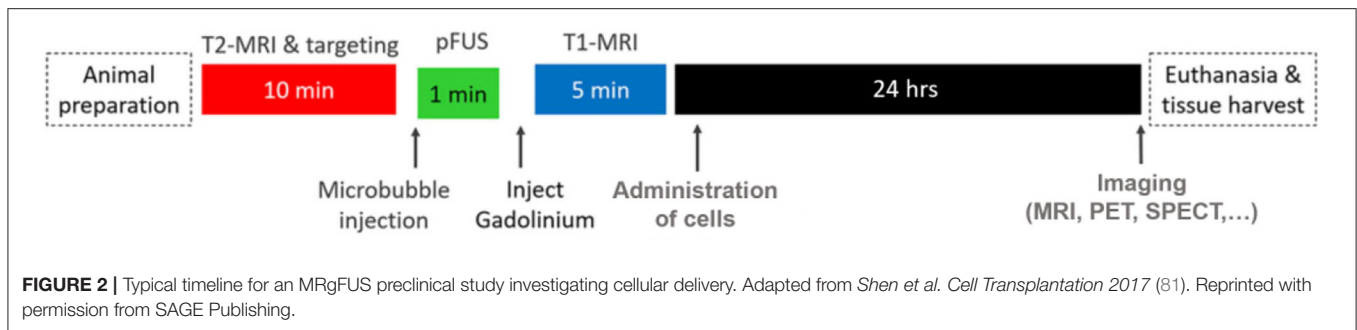 T2-MRI & targeting
pFUS
T1-MRI
Animal
preparation
10 min
1 min
5 min
24 hrs
Euthanasia &
tissue harvest
Microbubble
injection
Inject
Gadolinium
Administration
of cells
Imaging
(MRI, PET, SPECT,...)
FIGURE 2 | Typical timeline for an MRgFUS preclinical study investigating cellular delivery. Adapted from Shen et al. Cell Transplantation 2017 (81). Reprinted with
permission from SAGE Publishing.